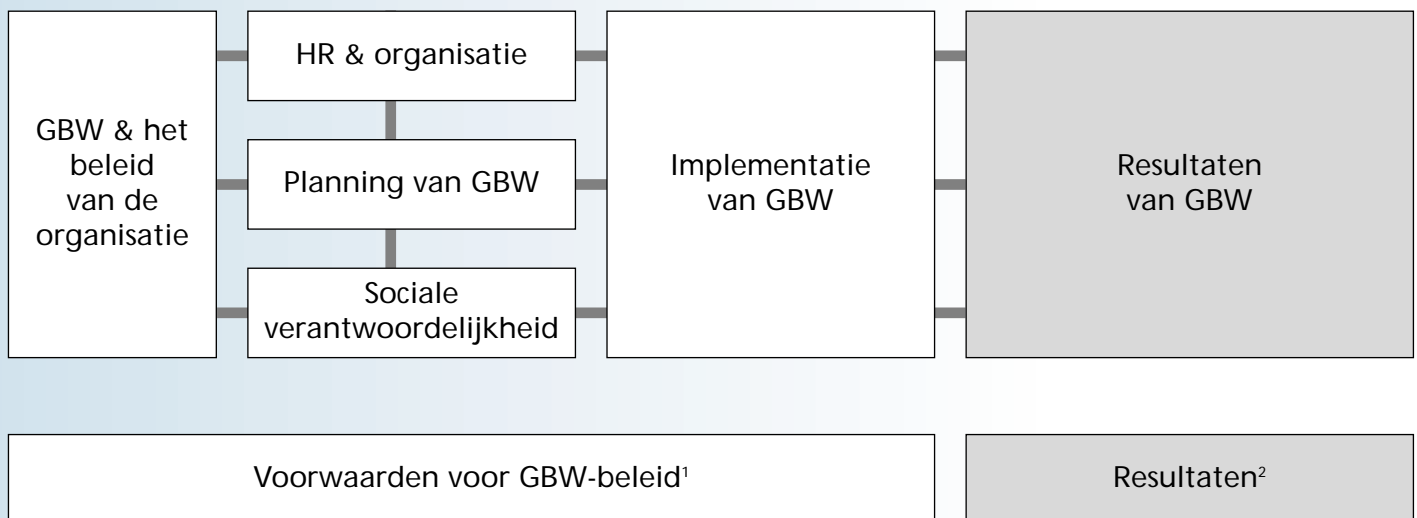 GBW & het
beleid
van de
organisatie
HR & organisatie
Planning van GBW
Sociale
verantwoordelijkheid
Implementatie
van GBW
Resultaten
van GBW
Voorwaarden voor GBW-beleid¹
Resultaten²